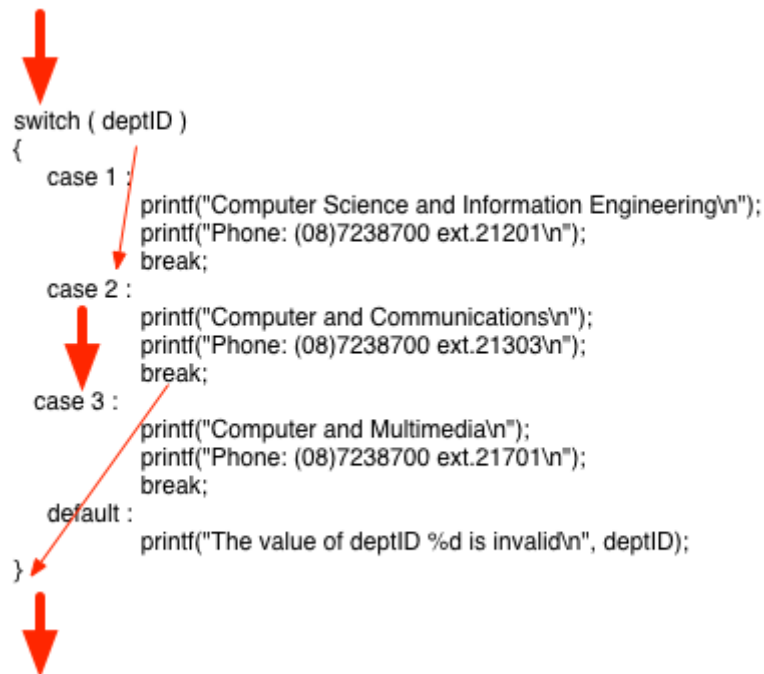 switch ( deptID )
{
case 1 :
printf("Computer Science and Information Engineering\n");
printf("Phone: (08)7238700 ext.21201\n");
break;
case 2 :
printf("Computer and Communications\n");
printf("Phone: (08)7238700 ext.21303\n");
break;
case 3 :
printf("Computer and Multimedia\n");
printf("Phone: (08)7238700 ext.21701\n");
break;
default :
printf("The value of deptID %d is invalid\n", deptID);
}